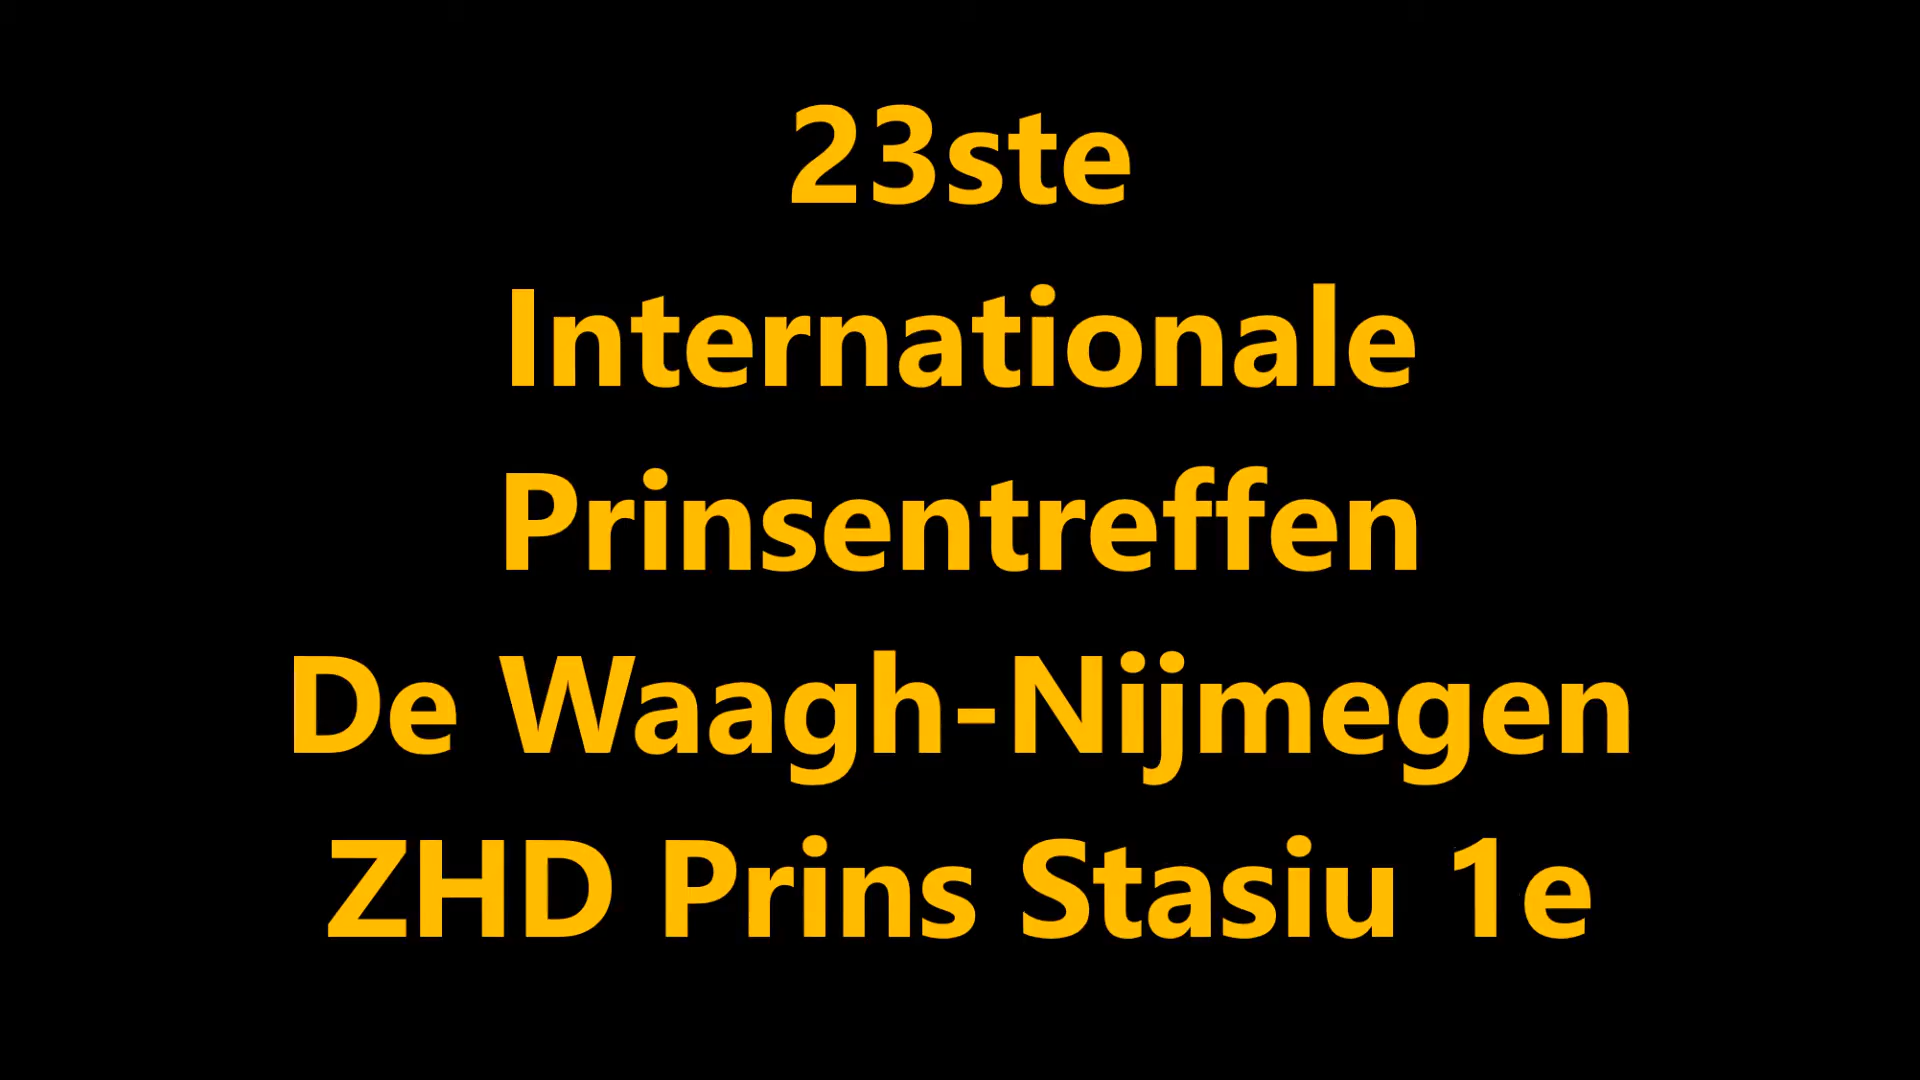 23ste
Internationale
Prinsentreffen
De Waagh-Nijmegen
ZHD Prins Stasiu 1e